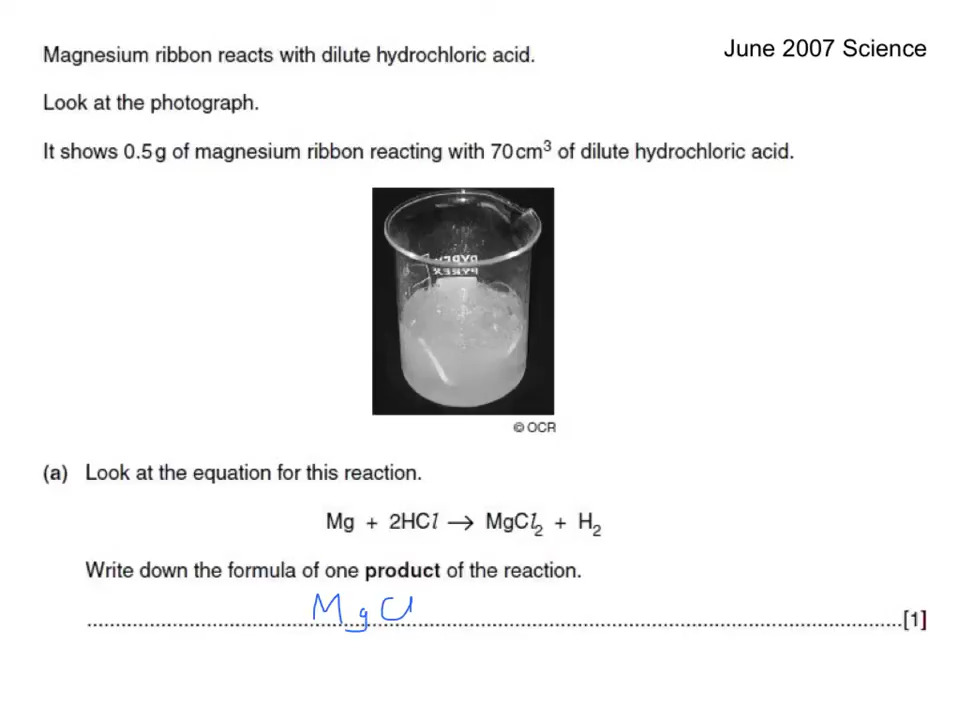 June 2007 Science
Magnesium ribbon reacts with dilute hydrochloric acid.
Look at the photograph.
It shows 0.5 g of magnesium ribbon reacting with 70 cm³ of dilute hydrochloric acid.
PYREX
© OCR
(a) Look at the equation for this reaction.
Mg + 2HCl → MgCl₂ + H₂
Write down the formula of one product of the reaction.
MgCl
[1]